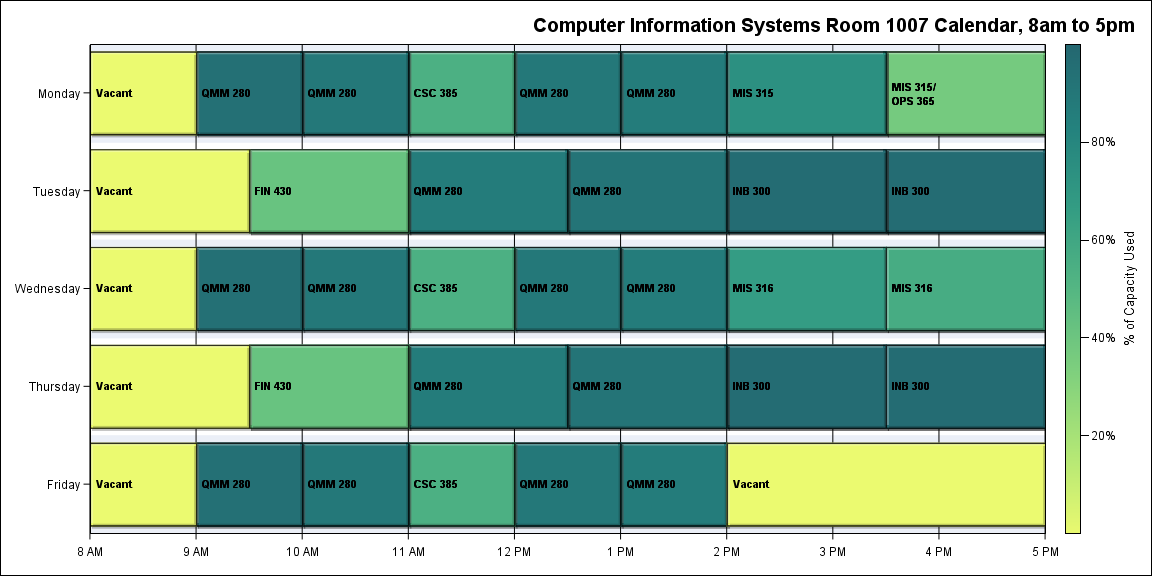 Computer Information Systems Room 1007 Calendar, 8am to 5pm
Monday
Vacant
QMM 280
QMM 280
CSC 385
QMM 280
QMM 280
MIS 315
MIS 315/
OPS 365
Tuesday
Vacant
FIN 430
QMM 280
QMM 280
INB 300
INB 300
Wednesday
Vacant
QMM 280
QMM 280
CSC 385
QMM 280
QMM 280
MIS 316
MIS 316
Thursday
Vacant
FIN 430
QMM 280
QMM 280
INB 300
INB 300
Friday
Vacant
QMM 280
QMM 280
CSC 385
QMM 280
QMM 280
Vacant
8 AM
9 AM
10 AM
11 AM
12 PM
1 PM
2 PM
3 PM
4 PM
5 PM
80%
60%
40%
20%
% of Capacity Used